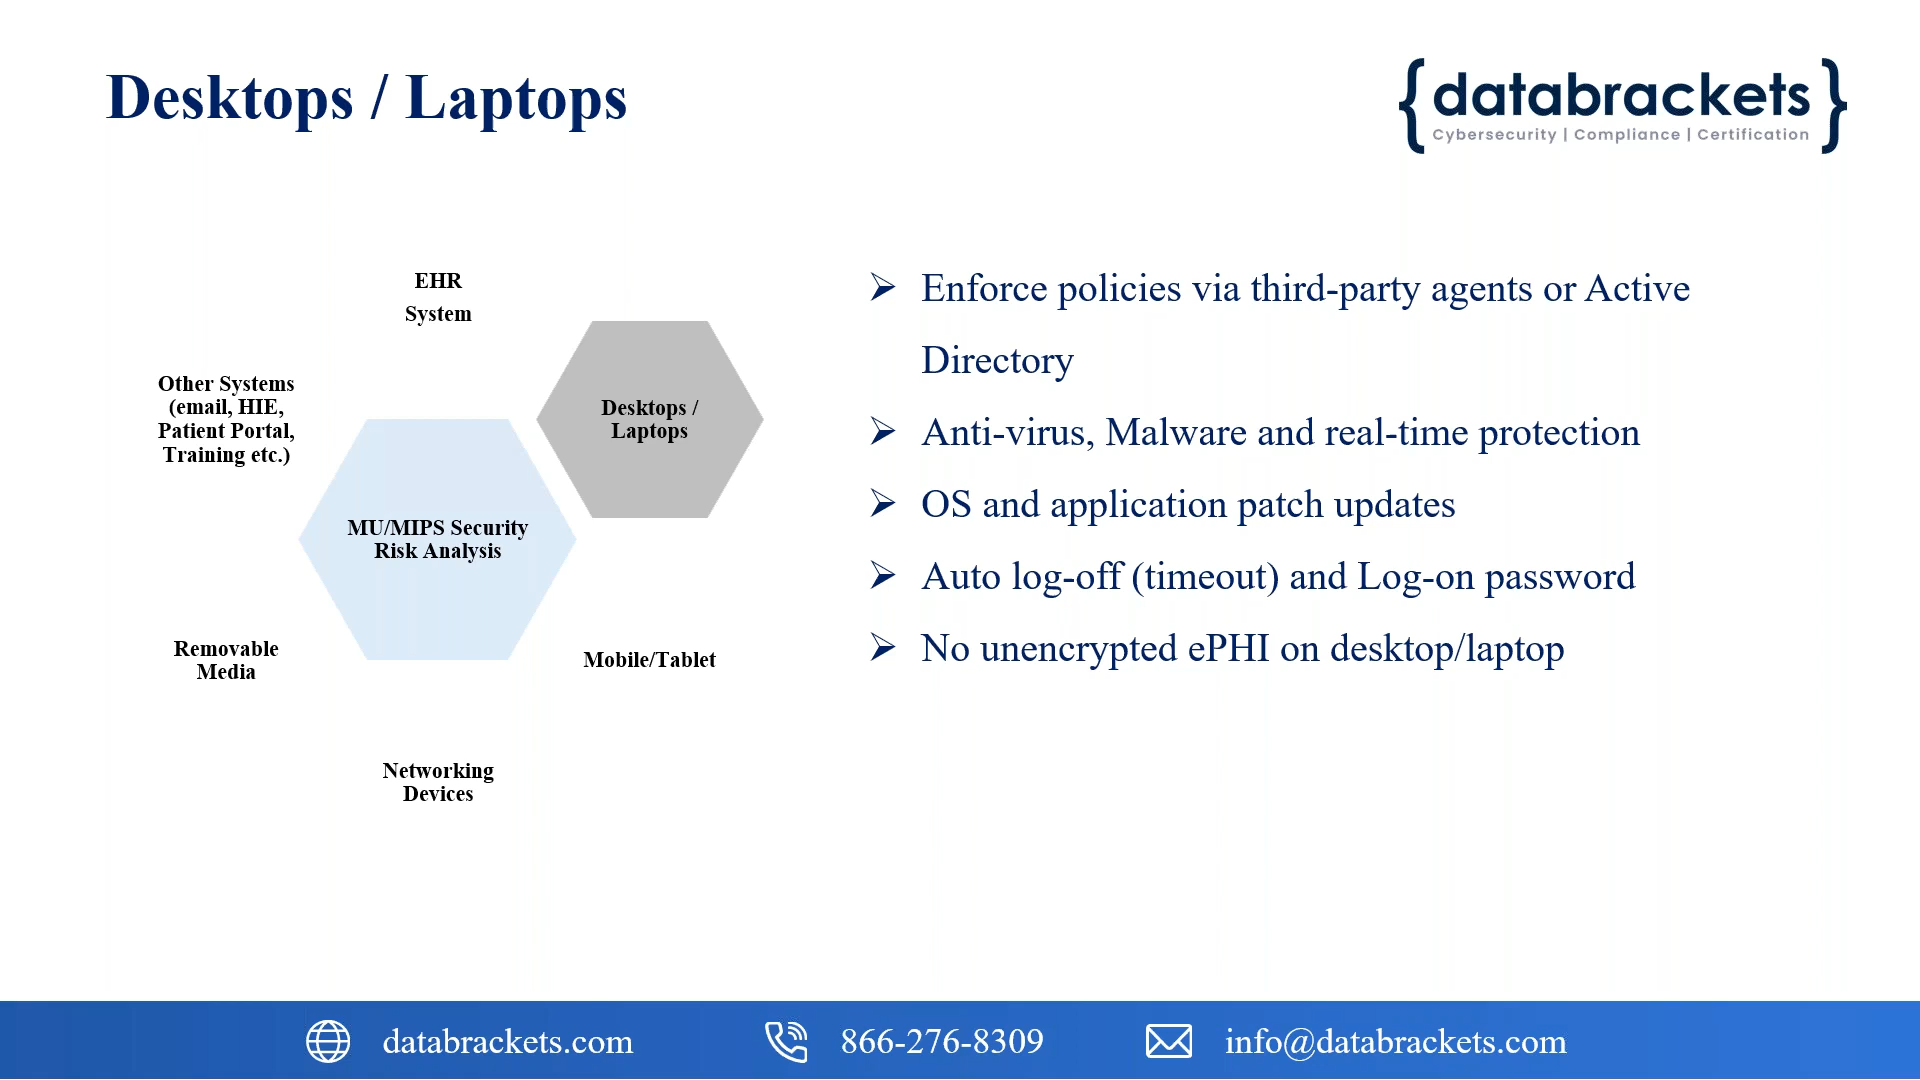 Desktops / Laptops
{databrackets}
Cybersecurity | Compliance | Certification
EHR
System
Desktops /
Laptops
Other Systems
(email, HIE,
Patient Portal,
Training etc.)
MU/MIPS Security
Risk Analysis
Removable
Media
Mobile/Tablet
Networking
Devices
➢ Enforce policies via third-party agents or Active
Directory
➢ Anti-virus, Malware and real-time protection
➢ OS and application patch updates
➢ Auto log-off (timeout) and Log-on password
➢ No unencrypted ePHI on desktop/laptop
databrackets.com
866-276-8309
info@databrackets.com